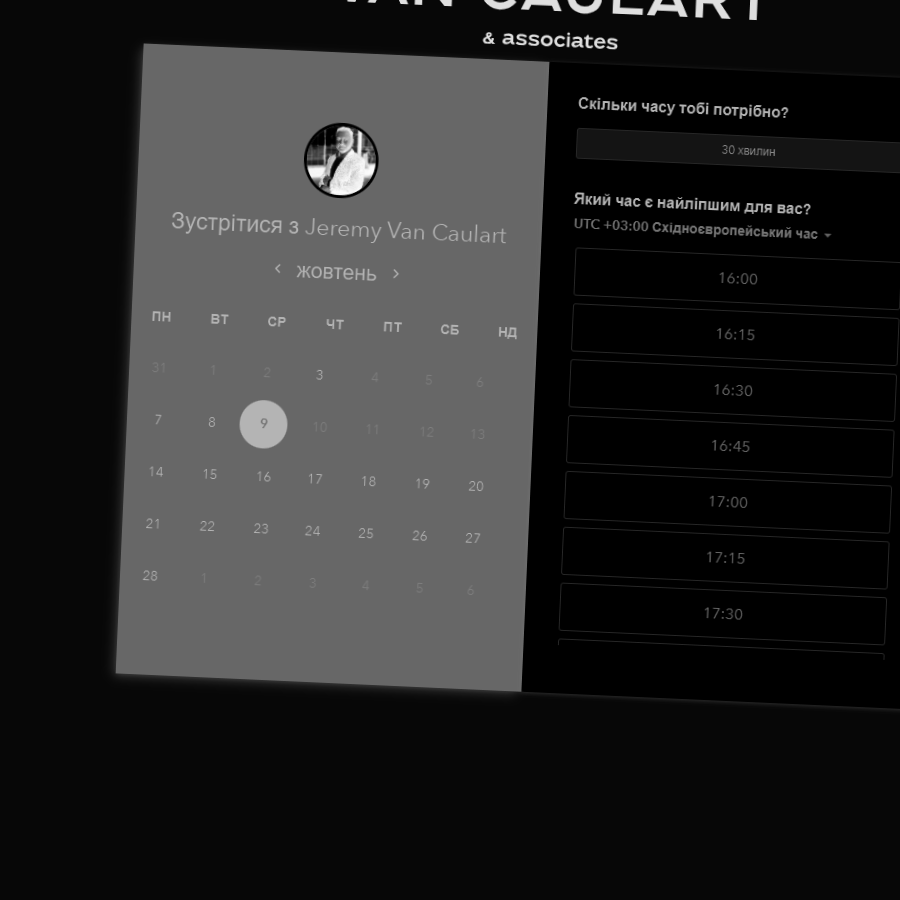 VAN CAULART
& associates
Зустрітися з Jeremy Van Caulart
жовтень
ПН ВТ СР ЧТ ПТ СБ НД
31 1 2 3 4 5 6
7 8 9 10 11 12 13
14 15 16 17 18 19 20
21 22 23 24 25 26 27
28 1 2 3 4 5 6
Скільки часу тобі потрібно?
30 хвилин
Який час є найліпшим для вас?
UTC +03:00 Східноєвропейський час
16:00
16:15
16:30
16:45
17:00
17:15
17:30